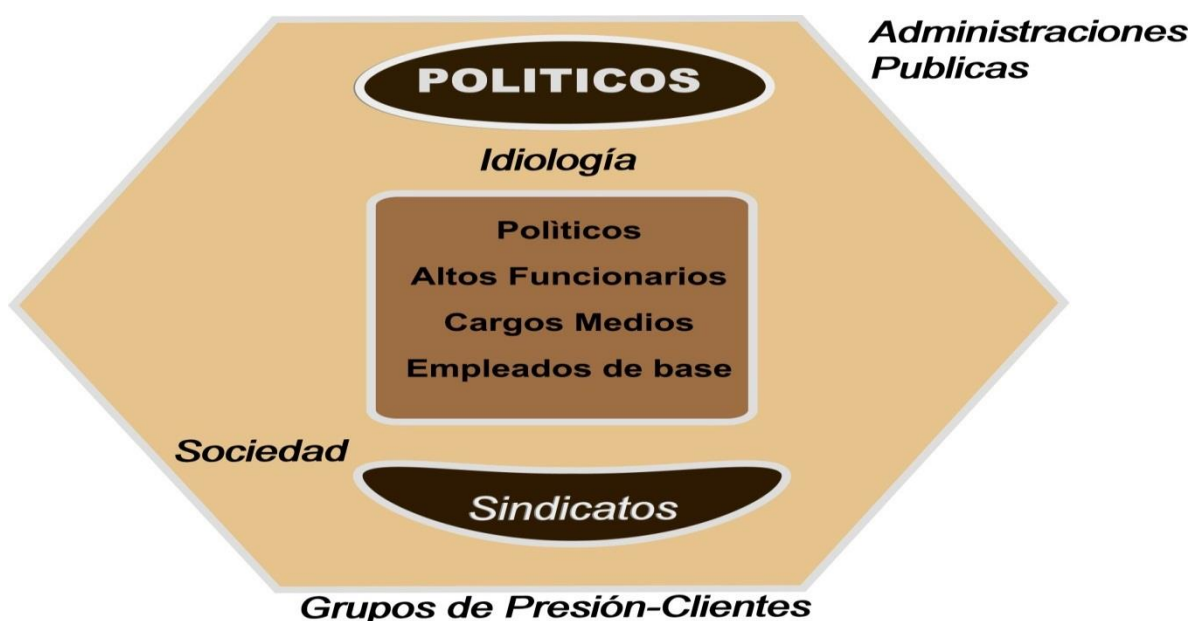 Administraciones
Publicas
POLITICOS
Idiología
Polìticos
Altos Funcionarios
Cargos Medios
Empleados de base
Sociedad
Sindicatos
Grupos de Presión-Clientes